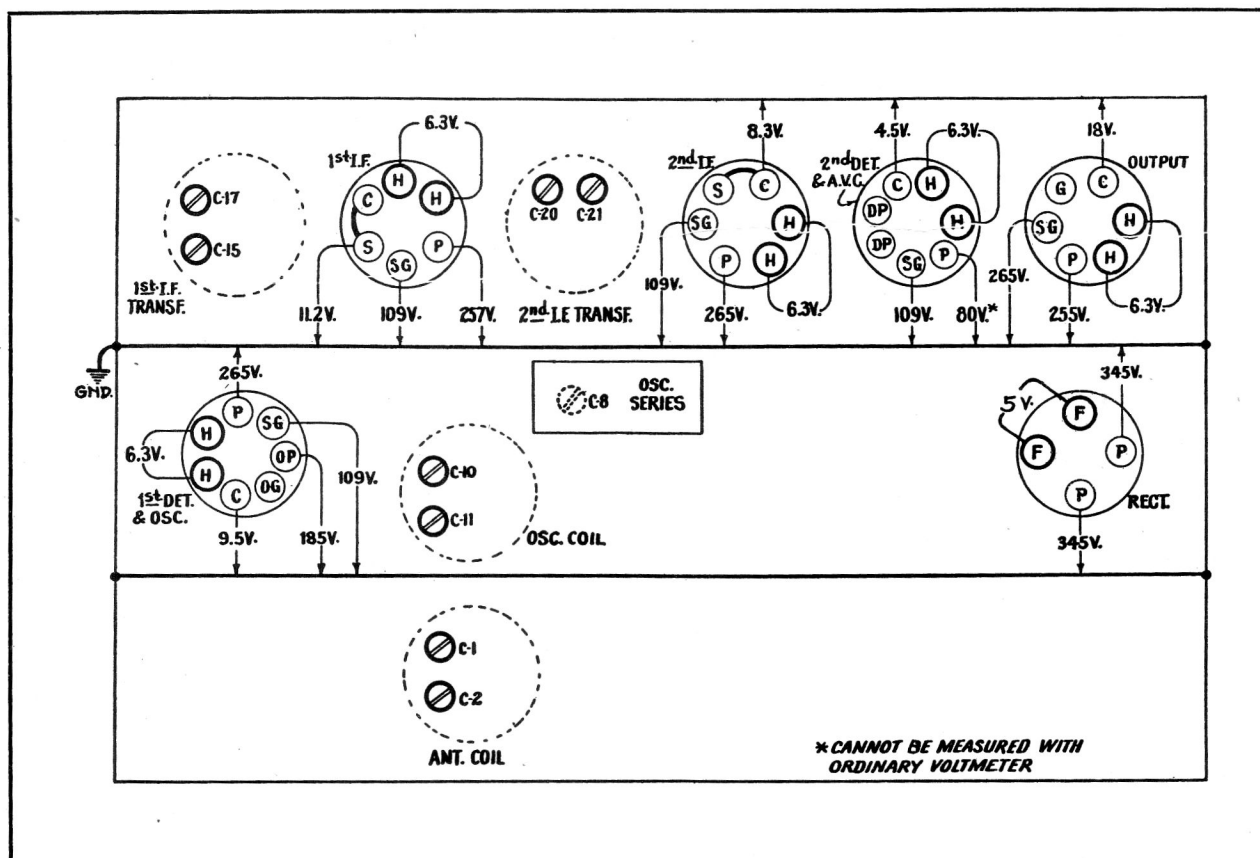 8.3V.
4.5V.
18V.
6.3V.
6.3V.
1st I.F.
2nd I.F.
2nd DET.
& A.V.C.
OUTPUT
C-17
C-15
1st I.F.
TRANSF.
C
H
H
S
SG
P
C-20
C-21
2nd I.F. TRANSF.
S
C
SG
H
P
H
C
H
DP
H
DP
SG
P
G
C
SG
H
P
H
11.2V.
109V.
257V.
109V.
265V.
6.3V.
109V.
80V.*
265V.
255V.
6.3V.
GND.
265V.
345V.
C-8
OSC.
SERIES
P
SG
H
OP
H
OG
C
6.3V.
109V.
1st DET.
& OSC.
9.5V.
185V.
C-10
C-11
OSC. COIL
5 V.
F
F
P
P
RECT.
345V.
C-1
C-2
ANT. COIL
* CANNOT BE MEASURED WITH
ORDINARY VOLTMETER